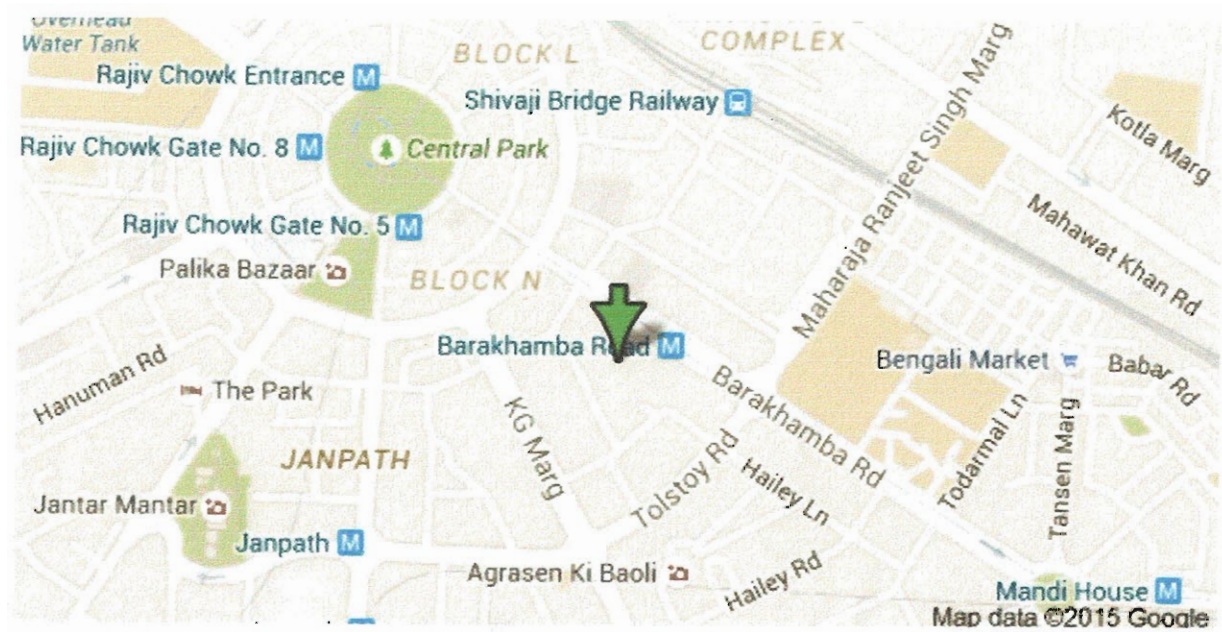 Overhead
Water Tank
BLOCK L
COMPLEX
Rajiv Chowk Entrance M
Shivaji Bridge Railway
Maharaja Ranjeet Singh Marg
Kotla Marg
Rajiv Chowk Gate No. 8 M
Central Park
Mahawat Khan Rd
Rajiv Chowk Gate No. 5 M
Palika Bazaar
BLOCK N
Barakhamba Road M
Bengali Market
Babar Rd
Hanuman Rd
The Park
Barakhamba Rd
KG Marg
Todarmal Ln
Tansen Marg
JANPATH
Tolstoy Rd
Hailey Ln
Jantar Mantar
Janpath M
Agrasen Ki Baoli
Hailey Rd
Mandi House M
Map data ©2015 Google